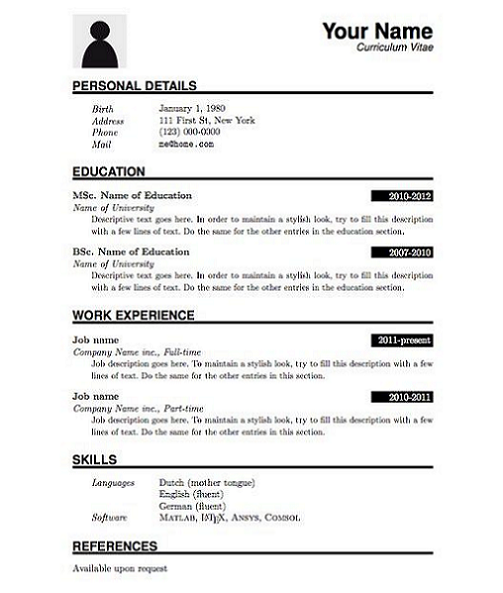 Your Name
Curriculum Vitae
PERSONAL DETAILS
Birth January 1, 1980
Address 111 First St, New York
Phone (123) 000-0000
Mail me@home.com
EDUCATION
MSc. Name of Education 2010-2012
Name of University
Descriptive text goes here. In order to maintain a stylish look, try to fill this description
with a few lines of text. Do the same for the other entries in the education section.
BSc. Name of Education 2007-2010
Name of University
Descriptive text goes here. In order to maintain a stylish look, try to fill this description
with a few lines of text. Do the same for the other entries in the education section.
WORK EXPERIENCE
Job name 2011-present
Company Name inc., Full-time
Job description goes here. To maintain a stylish look, try to fill this description with a few
lines of text. Do the same for the other entries in this section.
Job name 2010-2011
Company Name inc., Part-time
Job description goes here. To maintain a stylish look, try to fill this description with a few
lines of text. Do the same for the other entries in this section.
SKILLS
Languages Dutch (mother tongue)
English (fluent)
German (fluent)
Software MATLAB, LATEX, ANSYS, COMSOL
REFERENCES
Available upon request